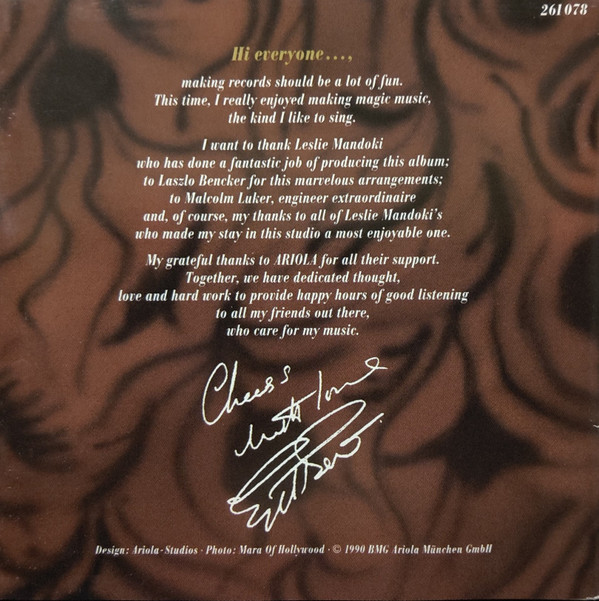 261 078
Hi everyone...,
making records should be a lot of fun.
This time, I really enjoyed making magic music,
the kind I like to sing.
I want to thank Leslie Mandoki
who has done a fantastic job of producing this album;
to Laszlo Bencker for this marvelous arrangements;
to Malcolm Luker, engineer extraordinaire
and, of course, my thanks to all of Leslie Mandoki's
who made my stay in this studio a most enjoyable one.
My grateful thanks to ARIOLA for all their support.
Together, we have dedicated thought,
love and hard work to provide happy hours of good listening
to all my friends out there,
who care for my music.
Cheers
with love
Gilbert
Design: Ariola-Studios · Photo: Mara Of Hollywood · © 1990 BMG Ariola München GmbH